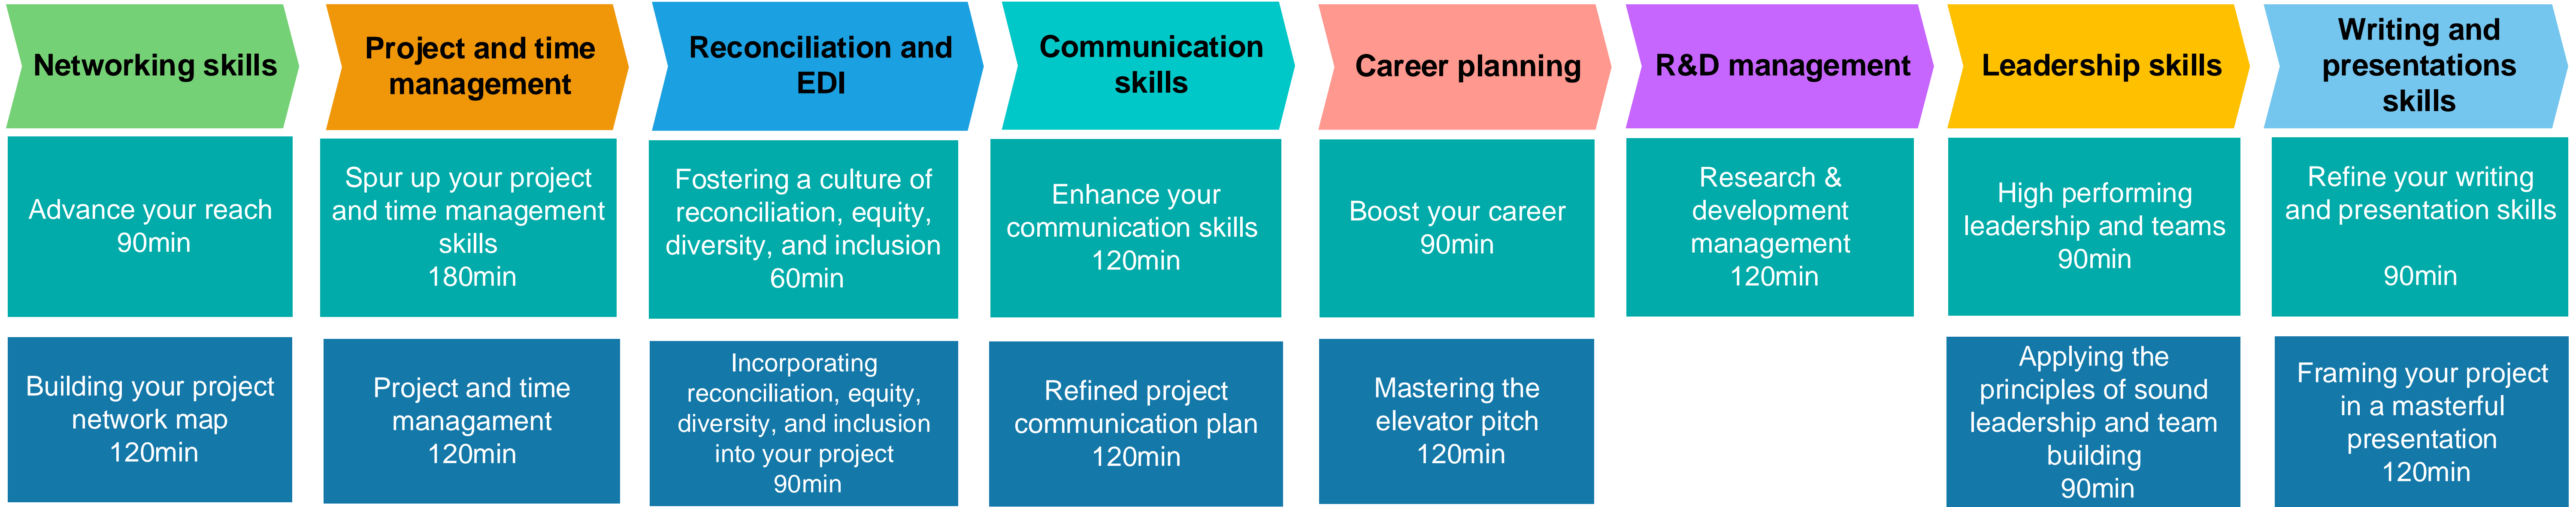 Networking skills
Project and time
management
Reconciliation and
EDI
Communication
skills
Career planning
R&D management
Leadership skills
Writing and
presentations
skills
Advance your reach
90min
Spur up your project
and time management
skills
180min
Fostering a culture of
reconciliation, equity,
diversity, and inclusion
60min
Enhance your
communication skills
120min
Boost your career
90min
Research &
development
management
120min
High performing
leadership and teams
90min
Refine your writing
and presentation skills
90min
Building your project
network map
120min
Project and time
managament
120min
Incorporating
reconciliation, equity,
diversity, and inclusion
into your project
90min
Refined project
communication plan
120min
Mastering the
elevator pitch
120min
Applying the
principles of sound
leadership and team
building
90min
Framing your project
in a masterful
presentation
120min